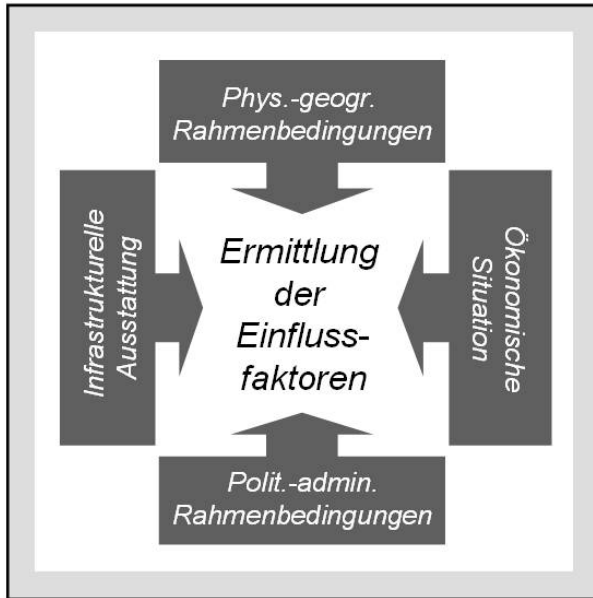 Phys.-geogr.
Rahmenbedingungen
Infrastrukturelle
Ausstattung
Ermittlung
der
Einfluss-
faktoren
Ökonomische
Situation
Polit.-admin.
Rahmenbedingungen